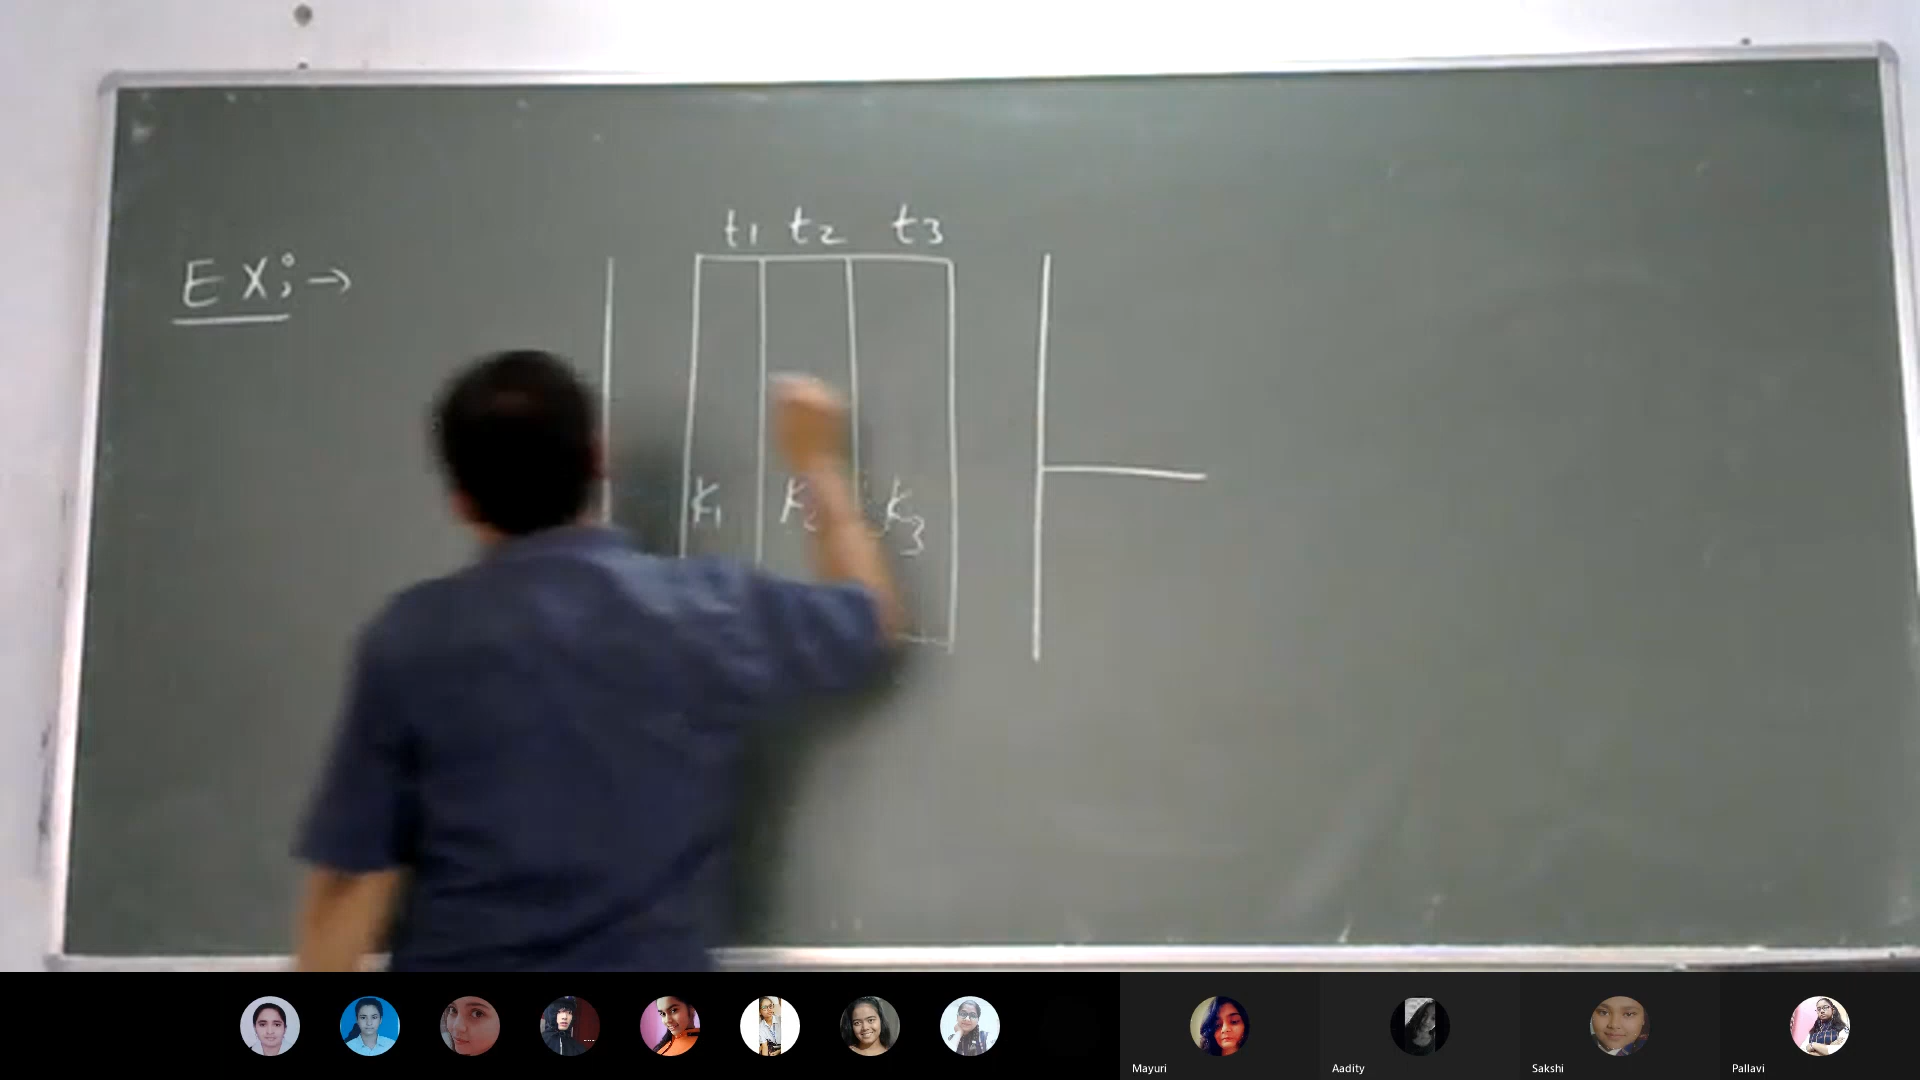 t1 t2 t3
EX:→
K1 K2 K3
Mayuri Aadity Sakshi Pallavi